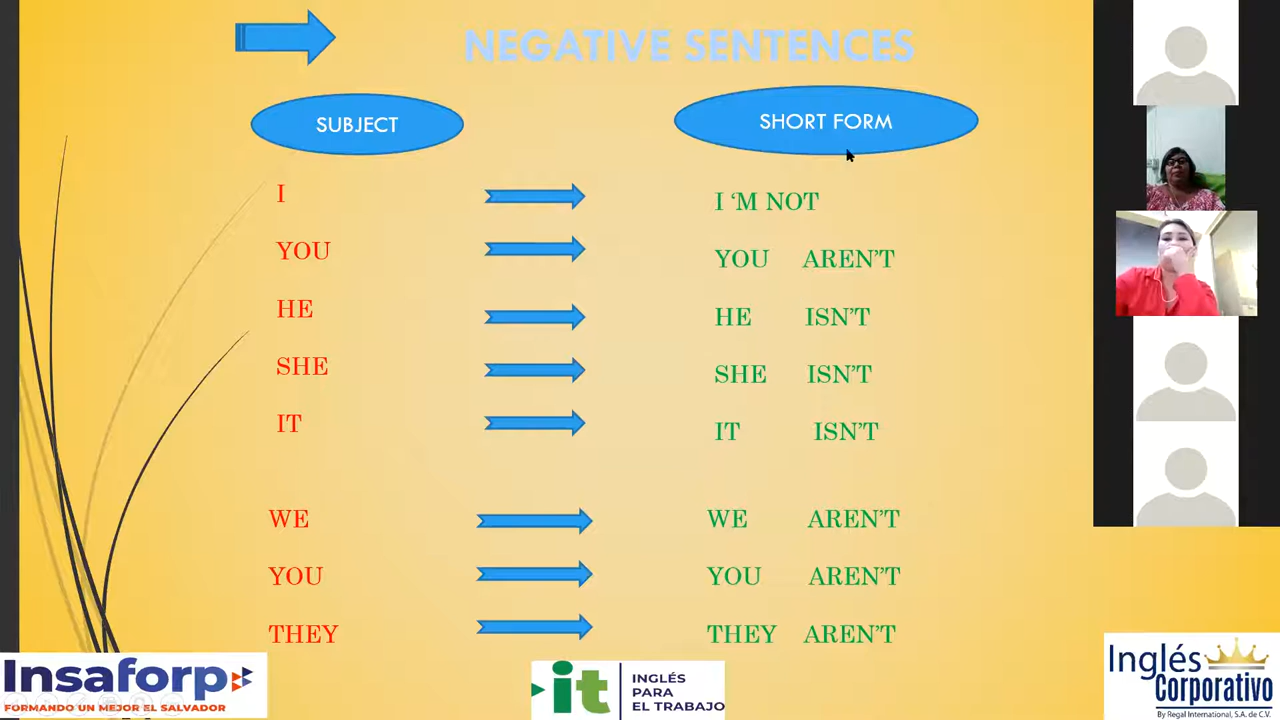 NEGATIVE SENTENCES
SUBJECT
SHORT FORM
I
I ‘M NOT
YOU
YOU AREN’T
HE
HE ISN’T
SHE
SHE ISN’T
IT
IT ISN’T
WE
WE AREN’T
YOU
YOU AREN’T
THEY
THEY AREN’T
Insaforp
FORMANDO UN MEJOR EL SALVADOR
it
INGLÉS
PARA
EL TRABAJO
Inglés
Corporativo
By Regal International, S.A. de C.V.